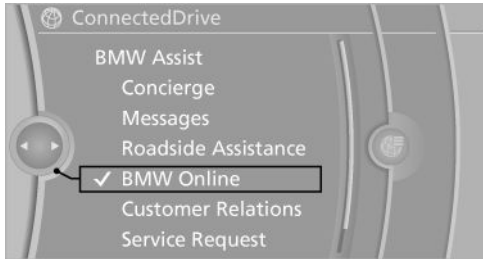 ConnectedDrive
BMW Assist
Concierge
Messages
Roadside Assistance
✓ BMW Online
Customer Relations
Service Request